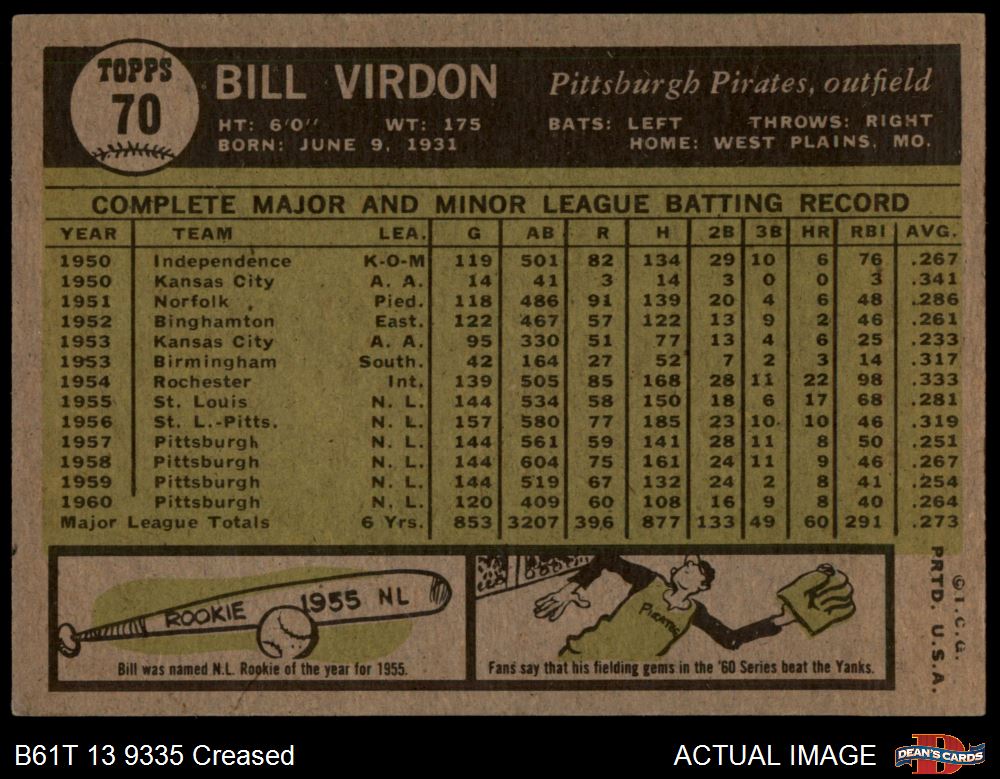 TOPPS
70
BILL VIRDON
Pittsburgh Pirates, outfield
HT: 6'0'' WT: 175 BATS: LEFT THROWS: RIGHT
BORN: JUNE 9, 1931 HOME: WEST PLAINS, MO.
COMPLETE MAJOR AND MINOR LEAGUE BATTING RECORD
YEAR TEAM LEA. G AB R H 2B 3B HR RBI AVG.
1950 Independence K-O-M 119 501 82 134 29 10 6 76 .267
1950 Kansas City A. A. 14 41 3 14 3 0 0 3 .341
1951 Norfolk Pied. 118 486 91 139 20 4 6 48 .286
1952 Binghamton East. 122 467 57 122 13 9 2 46 .261
1953 Kansas City A. A. 95 330 51 77 13 4 6 25 .233
1953 Birmingham South. 42 164 27 52 7 2 3 14 .317
1954 Rochester Int. 139 505 85 168 28 11 22 98 .333
1955 St. Louis N. L. 144 534 58 150 18 6 17 68 .281
1956 St. L.-Pitts. N. L. 157 580 77 185 23 10 10 46 .319
1957 Pittsburgh N. L. 144 561 59 141 28 11 8 50 .251
1958 Pittsburgh N. L. 144 604 75 161 24 11 9 46 .267
1959 Pittsburgh N. L. 144 519 67 132 24 2 8 41 .254
1960 Pittsburgh N. L. 120 409 60 108 16 9 8 40 .264
Major League Totals 6 Yrs. 853 3207 396 877 133 49 60 291 .273
ROOKIE 1955 NL
Bill was named N.L. Rookie of the year for 1955.
PIRATES
Fans say that his fielding gems in the '60 Series beat the Yanks.
©T.C.G.
PRTD. U.S.A.
B61T 13 9335 Creased
ACTUAL IMAGE
DEAN'S CARDS